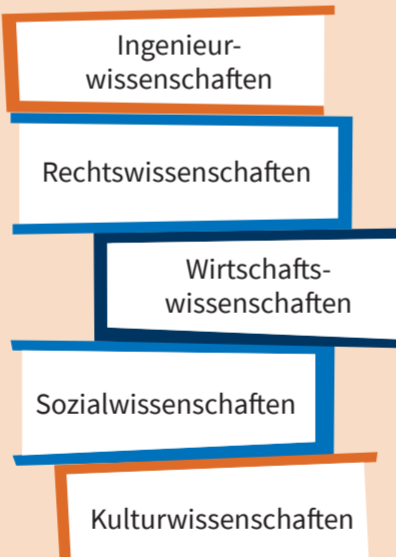 Ingenieur-
wissenschaften
Rechtswissenschaften
Wirtschafts-
wissenschaften
Sozialwissenschaften
Kulturwissenschaften